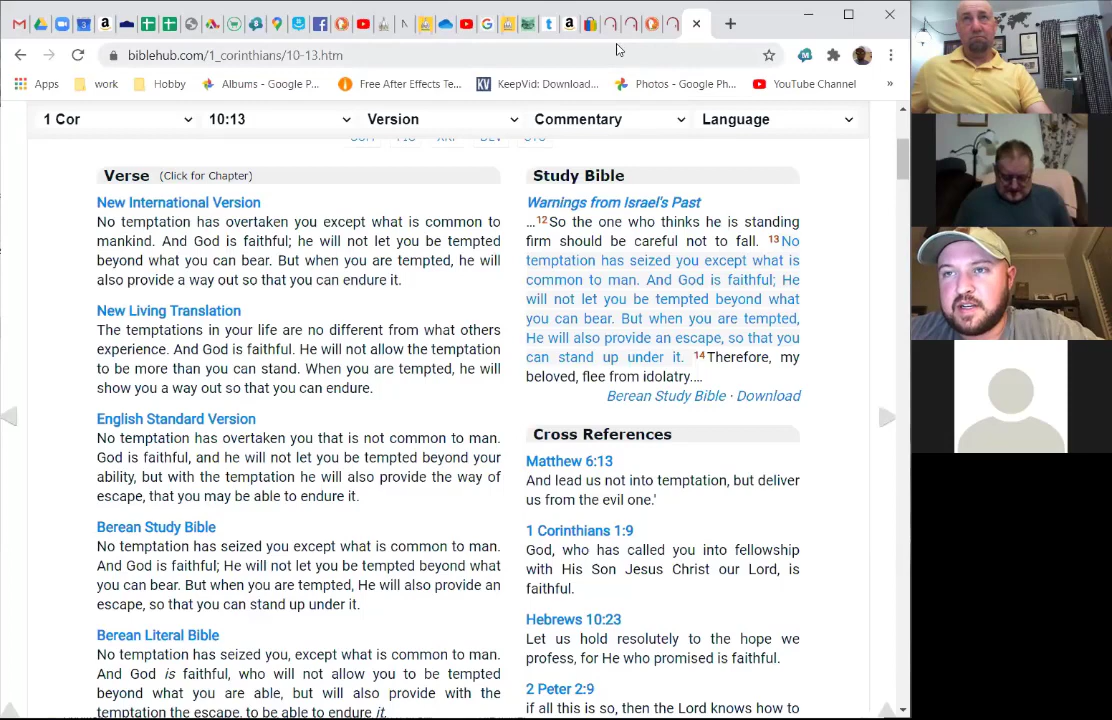 biblehub.com/1_corinthians/10-13.htm
Apps
work
Hobby
Albums - Google P...
Free After Effects Te...
KeepVid: Download...
Photos - Google Ph...
YouTube Channel
»
1 Cor
10:13
Version
Commentary
Language
Verse (Click for Chapter)
New International Version
No temptation has overtaken you except what is common to
mankind. And God is faithful; he will not let you be tempted
beyond what you can bear. But when you are tempted, he will
also provide a way out so that you can endure it.
New Living Translation
The temptations in your life are no different from what others
experience. And God is faithful. He will not allow the temptation
to be more than you can stand. When you are tempted, he will
show you a way out so that you can endure.
English Standard Version
No temptation has overtaken you that is not common to man.
God is faithful, and he will not let you be tempted beyond your
ability, but with the temptation he will also provide the way of
escape, that you may be able to endure it.
Berean Study Bible
No temptation has seized you except what is common to man.
And God is faithful; He will not let you be tempted beyond what
you can bear. But when you are tempted, He will also provide an
escape, so that you can stand up under it.
Berean Literal Bible
No temptation has seized you, except what is common to man.
And God is faithful, who will not allow you to be tempted
beyond what you are able, but will also provide with the
temptation the escape, to be able to endure it.
Study Bible
Warnings from Israel's Past
…12So the one who thinks he is standing
firm should be careful not to fall. 13No
temptation has seized you except what is
common to man. And God is faithful; He
will not let you be tempted beyond what
you can bear. But when you are tempted,
He will also provide an escape, so that you
can stand up under it. 14Therefore, my
beloved, flee from idolatry.…
Berean Study Bible · Download
Cross References
Matthew 6:13
And lead us not into temptation, but deliver
us from the evil one.'
1 Corinthians 1:9
God, who has called you into fellowship
with His Son Jesus Christ our Lord, is
faithful.
Hebrews 10:23
Let us hold resolutely to the hope we
profess, for He who promised is faithful.
2 Peter 2:9
if all this is so, then the Lord knows how to